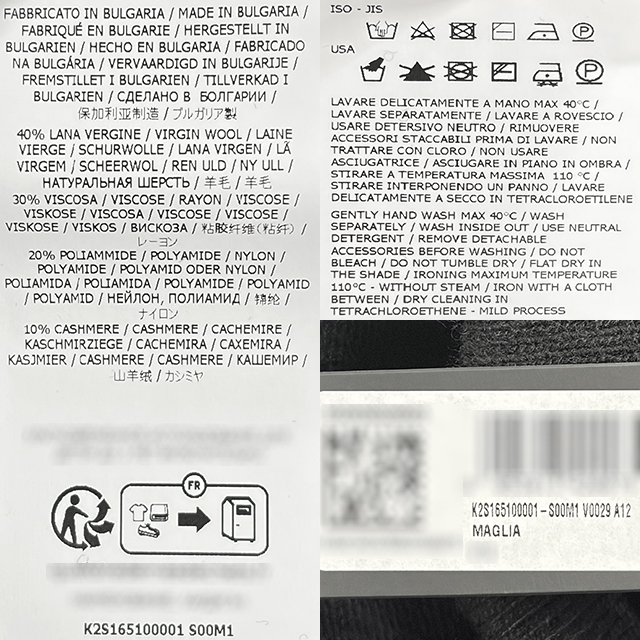 FABBRICATO IN BULGARIA / MADE IN BULGARIA /
FABRIQUÉ EN BULGARIE / HERGESTELLT IN
BULGARIEN / HECHO EN BULGARIA / FABRICADO
NA BULGÁRIA / VERVAARDIGD IN BULGARIJE /
FREMSTILLET I BULGARIEN / TILLVERKAD I
BULGARIEN / СДЕЛАНО В БОЛГАРИИ /
保加利亚制造 / ブルガリア製
40% LANA VERGINE / VIRGIN WOOL / LAINE
VIERGE / SCHURWOLLE / LANA VIRGEN / LÃ
VIRGEM / SCHEERWOL / REN ULD / NY ULL /
НАТУРАЛЬНАЯ ШЕРСТЬ / 羊毛 / 羊毛
30% VISCOSA / VISCOSE / RAYON / VISCOSE /
VISKOSE / VISCOSA / VISCOSE / VISCOSE /
VISKOSE / VISKOS / ВИСКОЗА / 粘胶纤维(粘纤) /
レーヨン
20% POLIAMMIDE / POLYAMIDE / NYLON /
POLYAMIDE / POLYAMID ODER NYLON /
POLIAMIDA / POLIAMIDA / POLYAMIDE / POLYAMID
/ POLYAMID / НЕЙЛОН, ПОЛИАМИД / 锦纶 /
ナイロン
10% CASHMERE / CASHMERE / CACHEMIRE /
KASCHMIRZIEGE / CACHEMIRA / CAXEMIRA /
KASJMIER / CASHMERE / CASHMERE / КАШЕМИР /
山羊绒 / カシミヤ
FR
K2S165100001 S00M1
ISO - JIS
USA
LAVARE DELICATAMENTE A MANO MAX 40°C /
LAVARE SEPARATAMENTE / LAVARE A ROVESCIO /
USARE DETERSIVO NEUTRO / RIMUOVERE
ACCESSORI STACCABILI PRIMA DI LAVARE / NON
TRATTARE CON CLORO / NON USARE
ASCIUGATRICE / ASCIUGARE IN PIANO IN OMBRA /
STIRARE A TEMPERATURA MASSIMA 110 °C /
STIRARE INTERPONENDO UN PANNO / LAVARE
DELICATAMENTE A SECCO IN TETRACLOROETILENE
GENTLY HAND WASH MAX 40°C / WASH
SEPARATELY / WASH INSIDE OUT / USE NEUTRAL
DETERGENT / REMOVE DETACHABLE
ACCESSORIES BEFORE WASHING / DO NOT
BLEACH / DO NOT TUMBLE DRY / FLAT DRY IN
THE SHADE / IRONING MAXIMUM TEMPERATURE
110°C - WITHOUT STEAM / IRON WITH A CLOTH
BETWEEN / DRY CLEANING IN
TETRACHLOROETHENE - MILD PROCESS
K2S165100001-S00M1 V0029 A12
MAGLIA